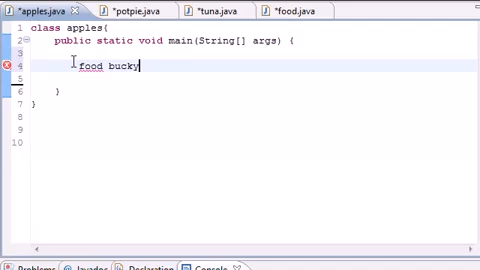 *apples.java *potpie.java *tuna.java *food.java
1 class apples{
2 public static void main(String[] args) {
3
4 food bucky
5
6 }
7 }
8
9
10
Problems @ Javadoc Declaration Console